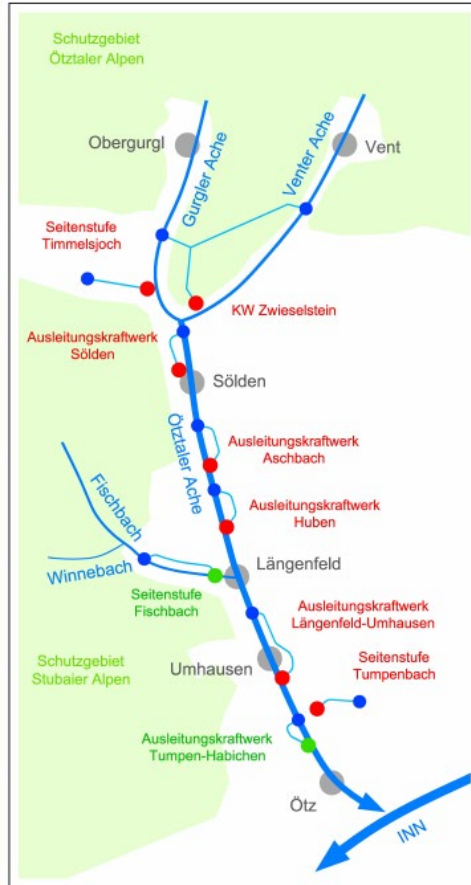 Schutzgebiet
Ötztaler Alpen
Obergurgl
Gurgler Ache
Venter Ache
Vent
Seitenstufe
Timmelsjoch
KW Zwieselstein
Ausleitungskraftwerk
Sölden
Sölden
Ötztaler Ache
Ausleitungskraftwerk
Aschbach
Fischbach
Ausleitungskraftwerk
Huben
Winnebach
Längenfeld
Seitenstufe
Fischbach
Ausleitungskraftwerk
Längenfeld-Umhausen
Schutzgebiet
Stubaier Alpen
Umhausen
Seitenstufe
Tumpenbach
Ausleitungskraftwerk
Tumpen-Habichen
Ötz
INN